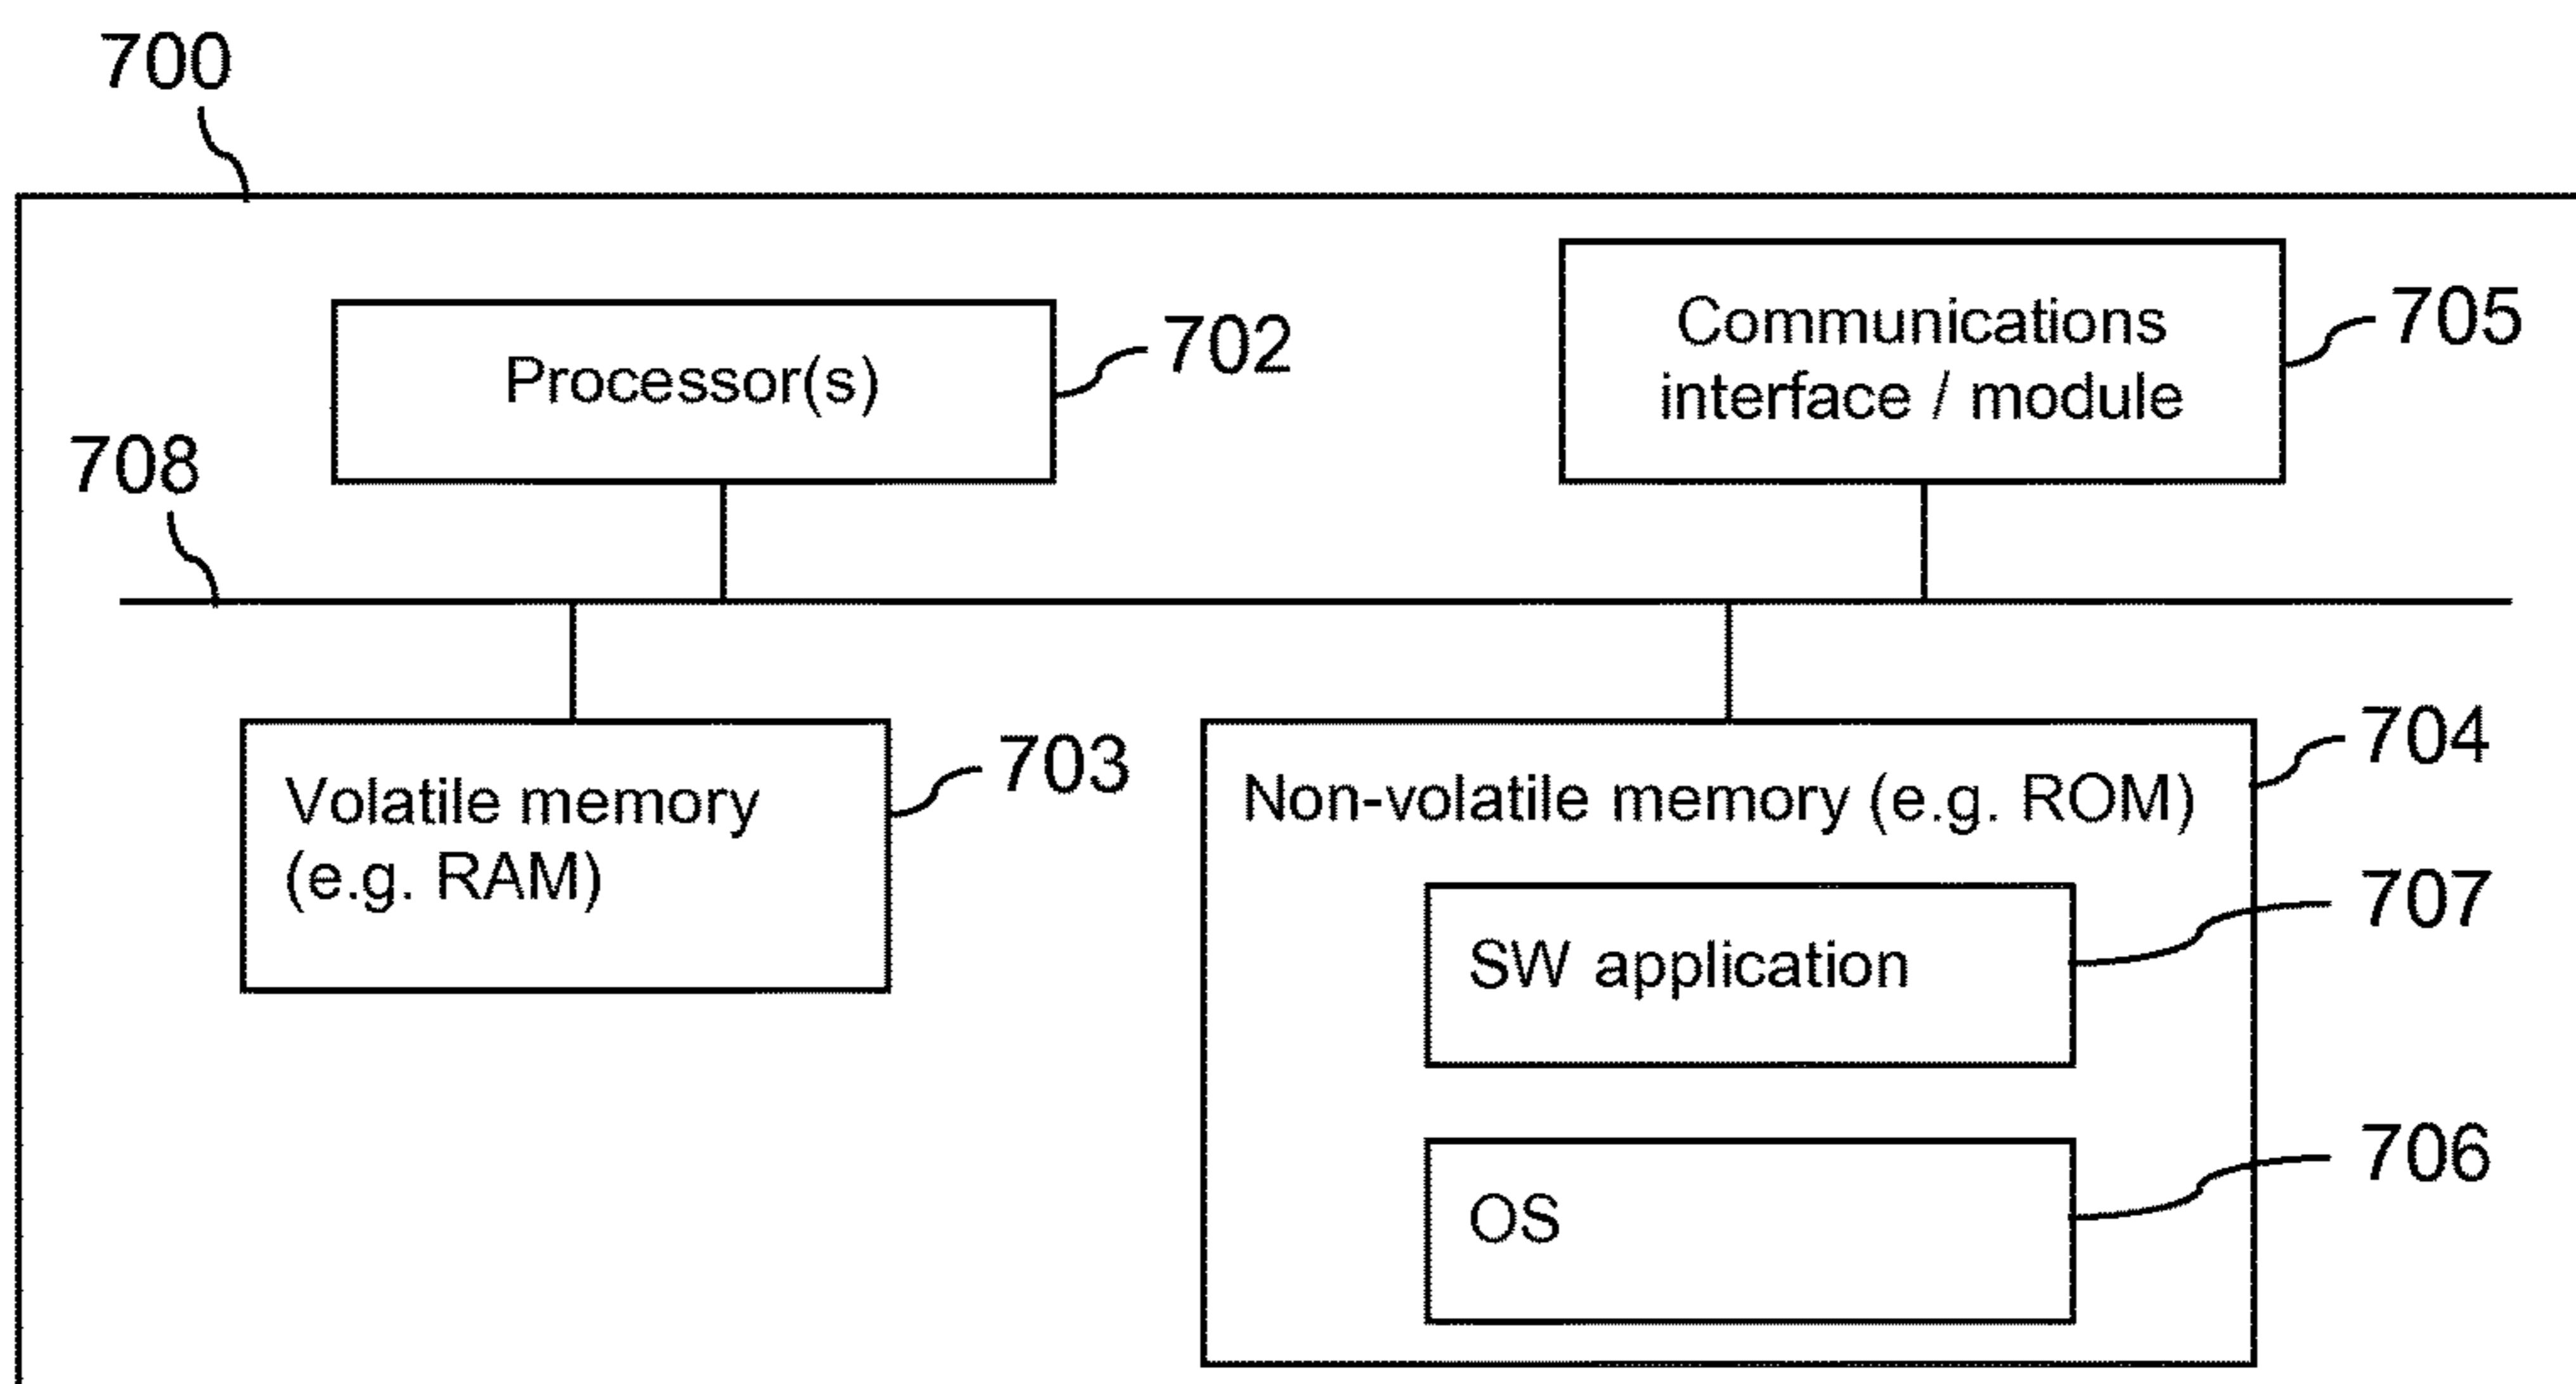 700
Communications
interface / module
705
Processor(s)
702
708
Volatile memory
(e.g. RAM)
703
Non-volatile memory (e.g. ROM)
704
SW application
707
OS
706